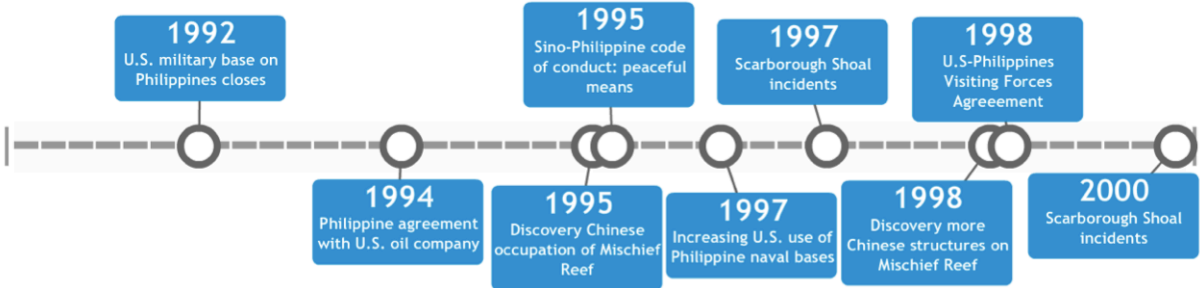 1992
U.S. military base on
Philippines closes
1994
Philippine agreement
with U.S. oil company
1995
Discovery Chinese
occupation of Mischief
Reef
1995
Sino-Philippine code
of conduct: peaceful
means
1997
Increasing U.S. use of
Philippine naval bases
1997
Scarborough Shoal
incidents
1998
Discovery more
Chinese structures on
Mischief Reef
1998
U.S-Philippines
Visiting Forces
Agreeement
2000
Scarborough Shoal
incidents